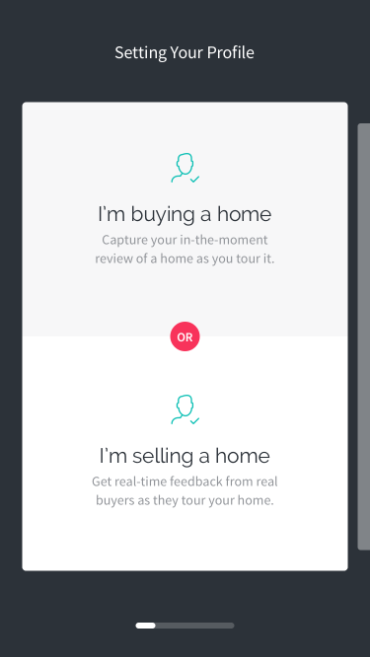 Setting Your Profile
I'm buying a home
Capture your in-the-moment
review of a home as you tour it.
OR
I'm selling a home
Get real-time feedback from real
buyers as they tour your home.